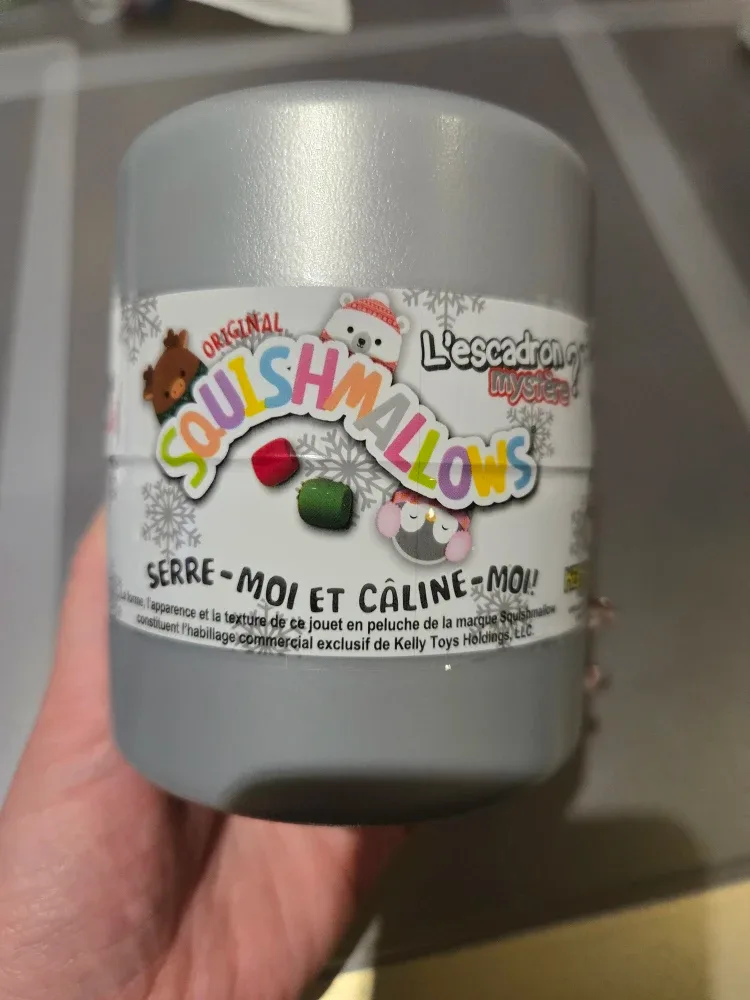 ORIGINAL
SQUISHMALLOWS
L'escadron
mystère ?
SERRE-MOI ET CÂLINE-MOI!
La forme, l'apparence et la texture de ce jouet en peluche de la marque Squishmallow
constituent l'habillage commercial exclusif de Kelly Toys Holdings, LLC.